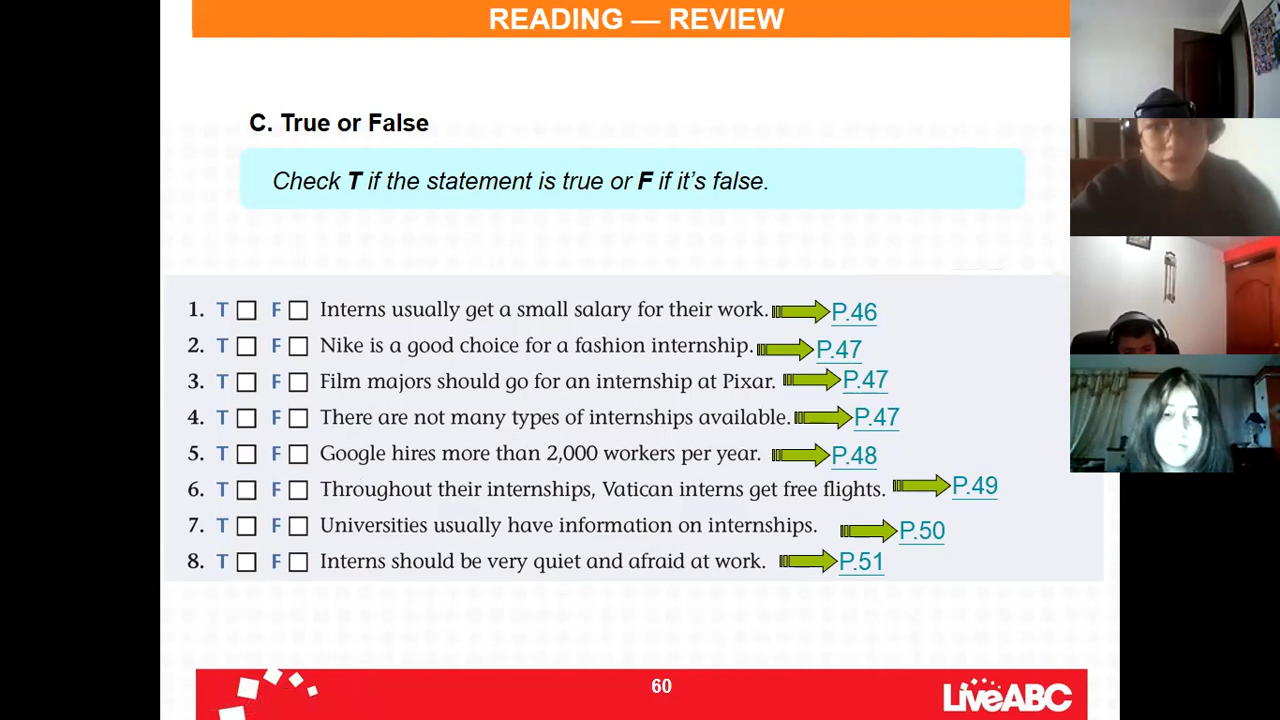 READING — REVIEW
C. True or False
Check T if the statement is true or F if it's false.
1. T F Interns usually get a small salary for their work. P.46
2. T F Nike is a good choice for a fashion internship. P.47
3. T F Film majors should go for an internship at Pixar. P.47
4. T F There are not many types of internships available. P.47
5. T F Google hires more than 2,000 workers per year. P.48
6. T F Throughout their internships, Vatican interns get free flights. P.49
7. T F Universities usually have information on internships. P.50
8. T F Interns should be very quiet and afraid at work. P.51
60
LiveABC